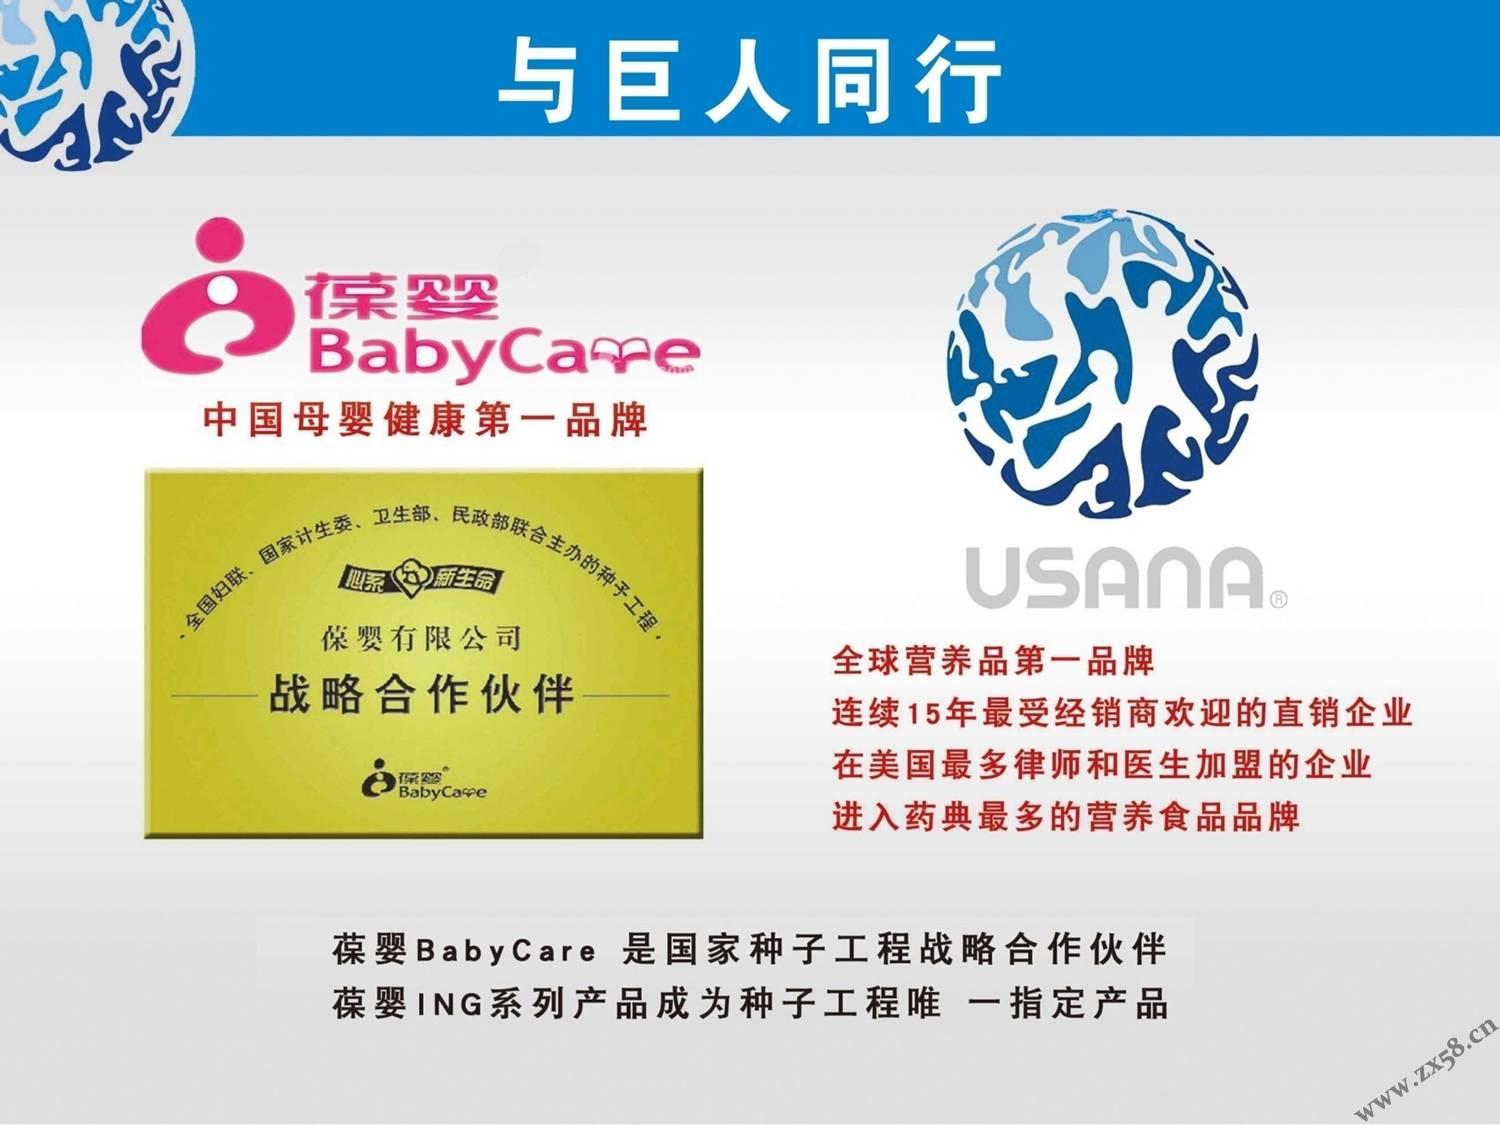 与巨人同行
葆婴
BabyCare
中国母婴健康第一品牌
·全国妇联、国家计生委、卫生部、民政部联合主办的种子工程·
心系 新生命
葆婴有限公司
战略合作伙伴
葆婴®
BabyCare
USANA®
全球营养品第一品牌
连续15年最受经销商欢迎的直销企业
在美国最多律师和医生加盟的企业
进入药典最多的营养食品品牌
葆婴BabyCare 是国家种子工程战略合作伙伴
葆婴ING系列产品成为种子工程唯 一指定产品
www.zx58.cn